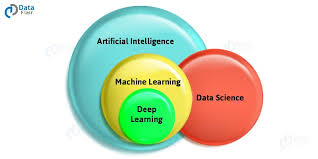 Data
Flair
Artificial Intelligence
Machine Learning
Deep
Learning
Data Science